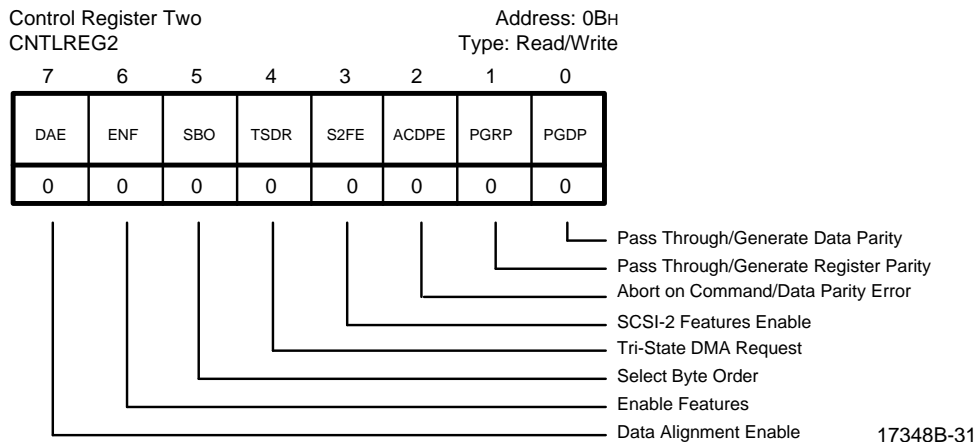 Control Register Two Address: 0BH
CNTLREG2 Type: Read/Write
7 6 5 4 3 2 1 0
DAE ENF SBO TSDR S2FE ACDPE PGRP PGDP
0 0 0 0 0 0 0 0
Pass Through/Generate Data Parity
Pass Through/Generate Register Parity
Abort on Command/Data Parity Error
SCSI-2 Features Enable
Tri-State DMA Request
Select Byte Order
Enable Features
Data Alignment Enable 17348B-31